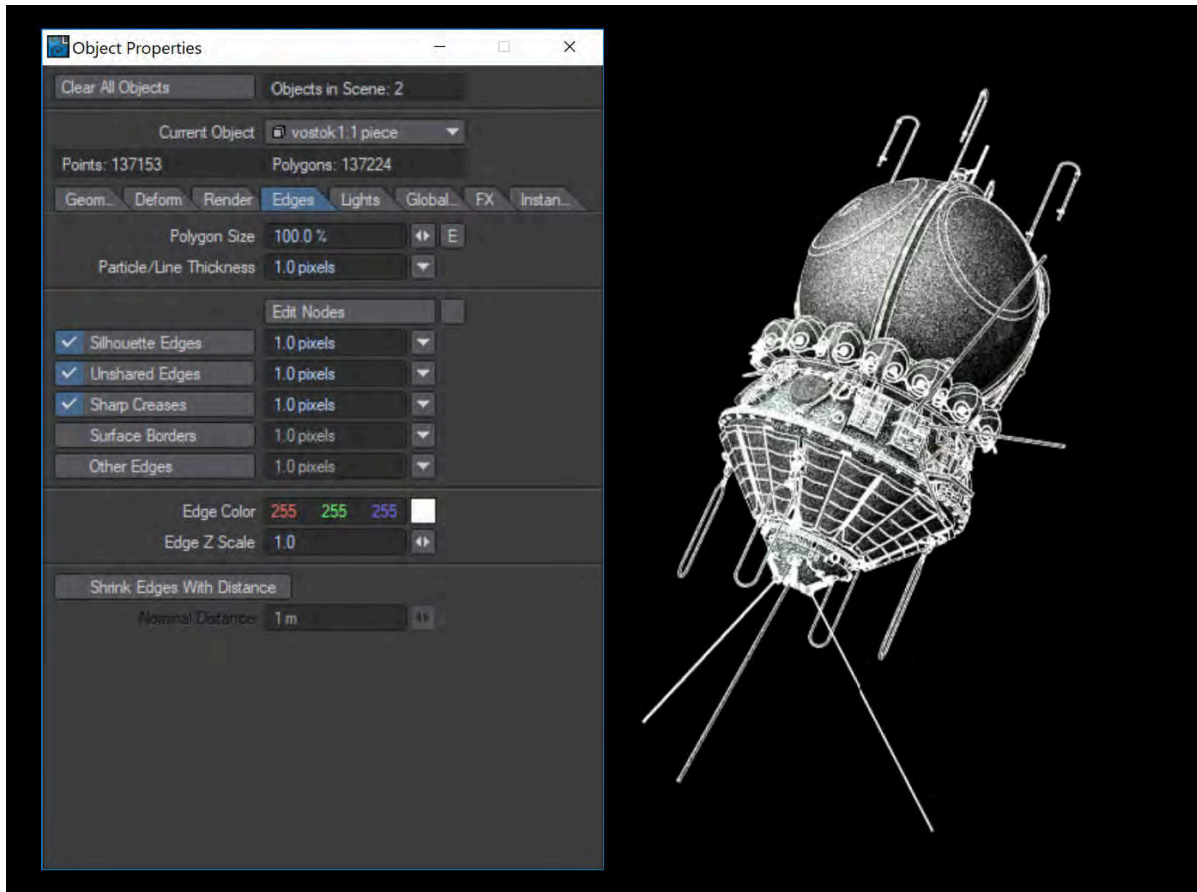 Object Properties
Clear All Objects Objects in Scene: 2
Current Object vostok1:1 piece
Points: 137153 Polygons: 137224
Geom... Deform Render Edges Lights Global... FX Instan...
Polygon Size 100.0 % E
Particle/Line Thickness 1.0 pixels
Edit Nodes
Silhouette Edges 1.0 pixels
Unshared Edges 1.0 pixels
Sharp Creases 1.0 pixels
Surface Borders 1.0 pixels
Other Edges 1.0 pixels
Edge Color 255 255 255
Edge Z Scale 1.0
Shrink Edges With Distance
Nominal Distance 1 m